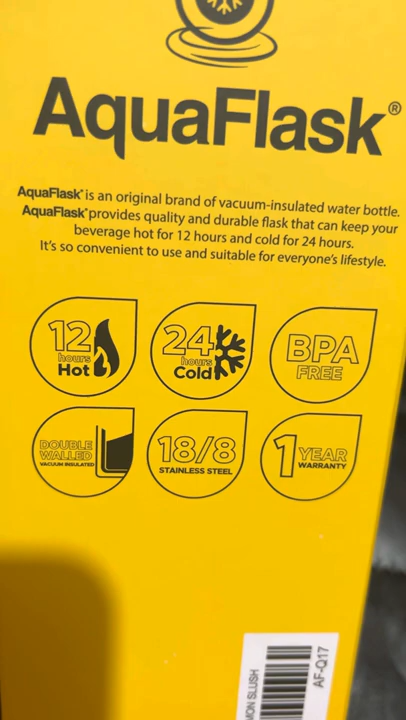 AquaFlask®
AquaFlask® is an original brand of vacuum-insulated water bottle.
AquaFlask® provides quality and durable flask that can keep your
beverage hot for 12 hours and cold for 24 hours.
It's so convenient to use and suitable for everyone's lifestyle.
12
hours
Hot
24
hours
Cold
BPA
FREE
DOUBLE
WALLED
VACUUM INSULATED
18/8
STAINLESS STEEL
1 YEAR
WARRANTY
SLUSH
AF-Q17